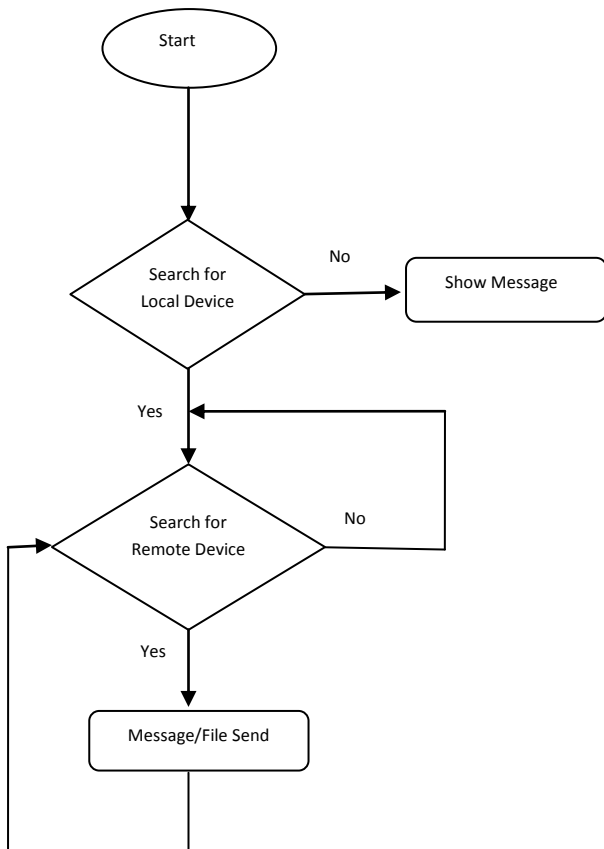 Start
Search for
Local Device
No
Show Message
Yes
Search for
Remote Device
No
Yes
Message/File Send